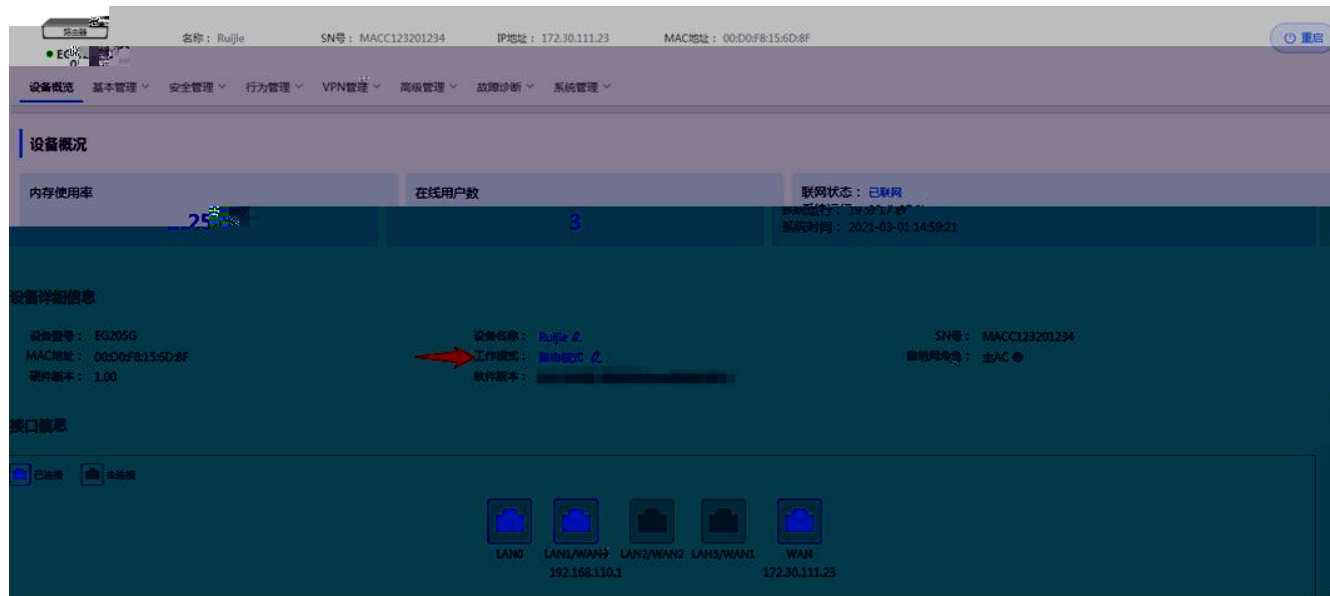 路由器
名称： Ruijie SN号： MACC123201234 IP地址： 172.30.111.23 MAC地址： 00:D0:F8:15:6D:8F 重启
设备概览 基本管理 安全管理 行为管理 VPN管理 高级管理 故障诊断 系统管理
设备概况
内存使用率 在线用户数 联网状态： 已联网
25 3
系统时间： 2021-03-01 14:59:21
设备详细信息
设备型号： EG205G 设备名称： Ruijie SN号： MACC123201234
MAC地址： 00:D0:F8:15:6D:8F 工作模式： 路由模式 自组网角色： 主AC
硬件版本： 1.00 软件版本：
接口信息
已连接 未连接
LAN0 LAN1/WAN3 LAN2/WAN2 LAN3/WAN1 WAN
192.168.110.1 172.30.111.23